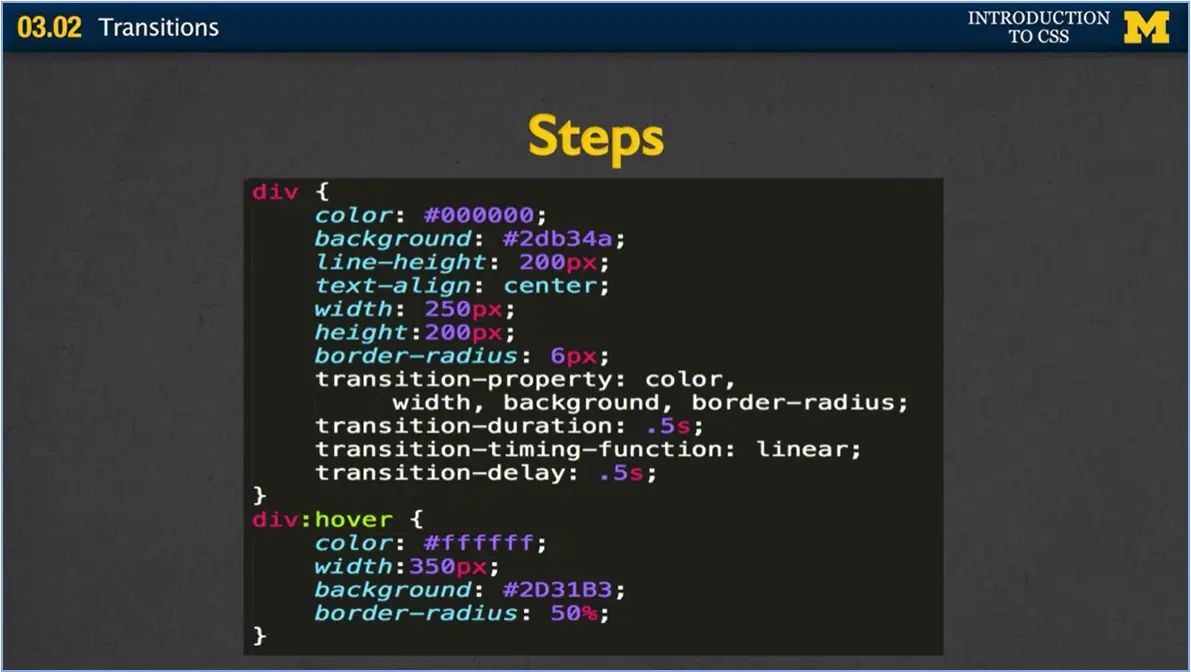 03.02 Transitions
INTRODUCTION
TO CSS
M
Steps
div {
    color: #000000;
    background: #2db34a;
    line-height: 200px;
    text-align: center;
    width: 250px;
    height:200px;
    border-radius: 6px;
    transition-property: color,
         width, background, border-radius;
    transition-duration: .5s;
    transition-timing-function: linear;
    transition-delay: .5s;
}
div:hover {
    color: #ffffff;
    width:350px;
    background: #2D31B3;
    border-radius: 50%;
}